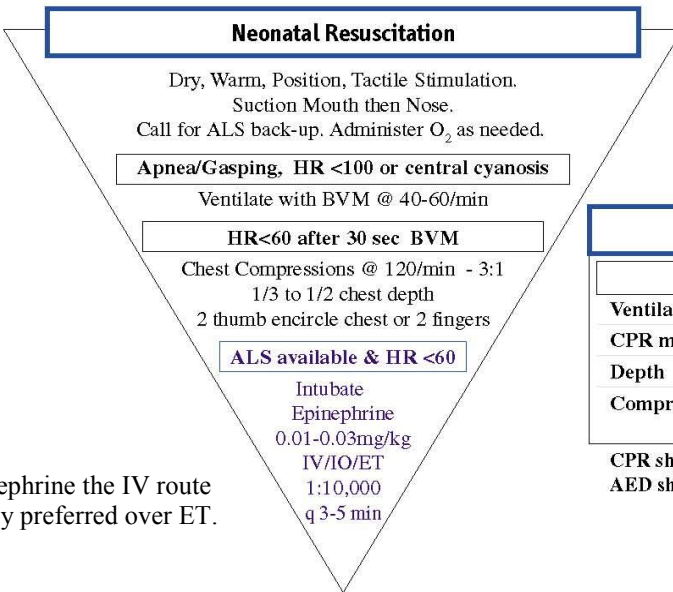 Neonatal Resuscitation
Dry, Warm, Position, Tactile Stimulation.
Suction Mouth then Nose.
Call for ALS back-up. Administer O₂ as needed.
Apnea/Gasping, HR <100 or central cyanosis
Ventilate with BVM @ 40-60/min
HR<60 after 30 sec BVM
Chest Compressions @ 120/min - 3:1
1/3 to 1/2 chest depth
2 thumb encircle chest or 2 fingers
ALS available & HR <60
Intubate
Epinephrine
0.01-0.03mg/kg
IV/IO/ET
1:10,000
q 3-5 min
ephrine the IV route
y preferred over ET.
Ventila
CPR m
Depth
Compr
CPR sh
AED sh